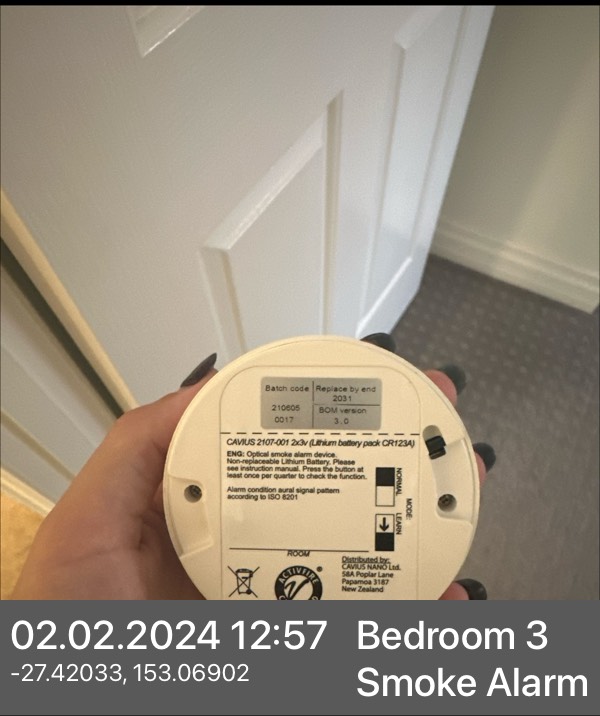 Batch code
210605
0017
Replace by end
2031
BOM version
3.0
CAVIUS 2107-001 2x3v (Lithium battery pack CR123A)
ENG: Optical smoke alarm device.
Non-replaceable Lithium Battery. Please
see instruction manual. Press the button at
least once per quarter to check the function.
Alarm condition aural signal pattern
according to ISO 8201
NORMAL
MODE
LEARN
ROOM
ACTIVFIRE
Distributed by:
CAVIUS NANO Ltd.
58A Poplar Lane
Papamoa 3187
New Zealand
02.02.2024 12:57
-27.42033, 153.06902
Bedroom 3
Smoke Alarm